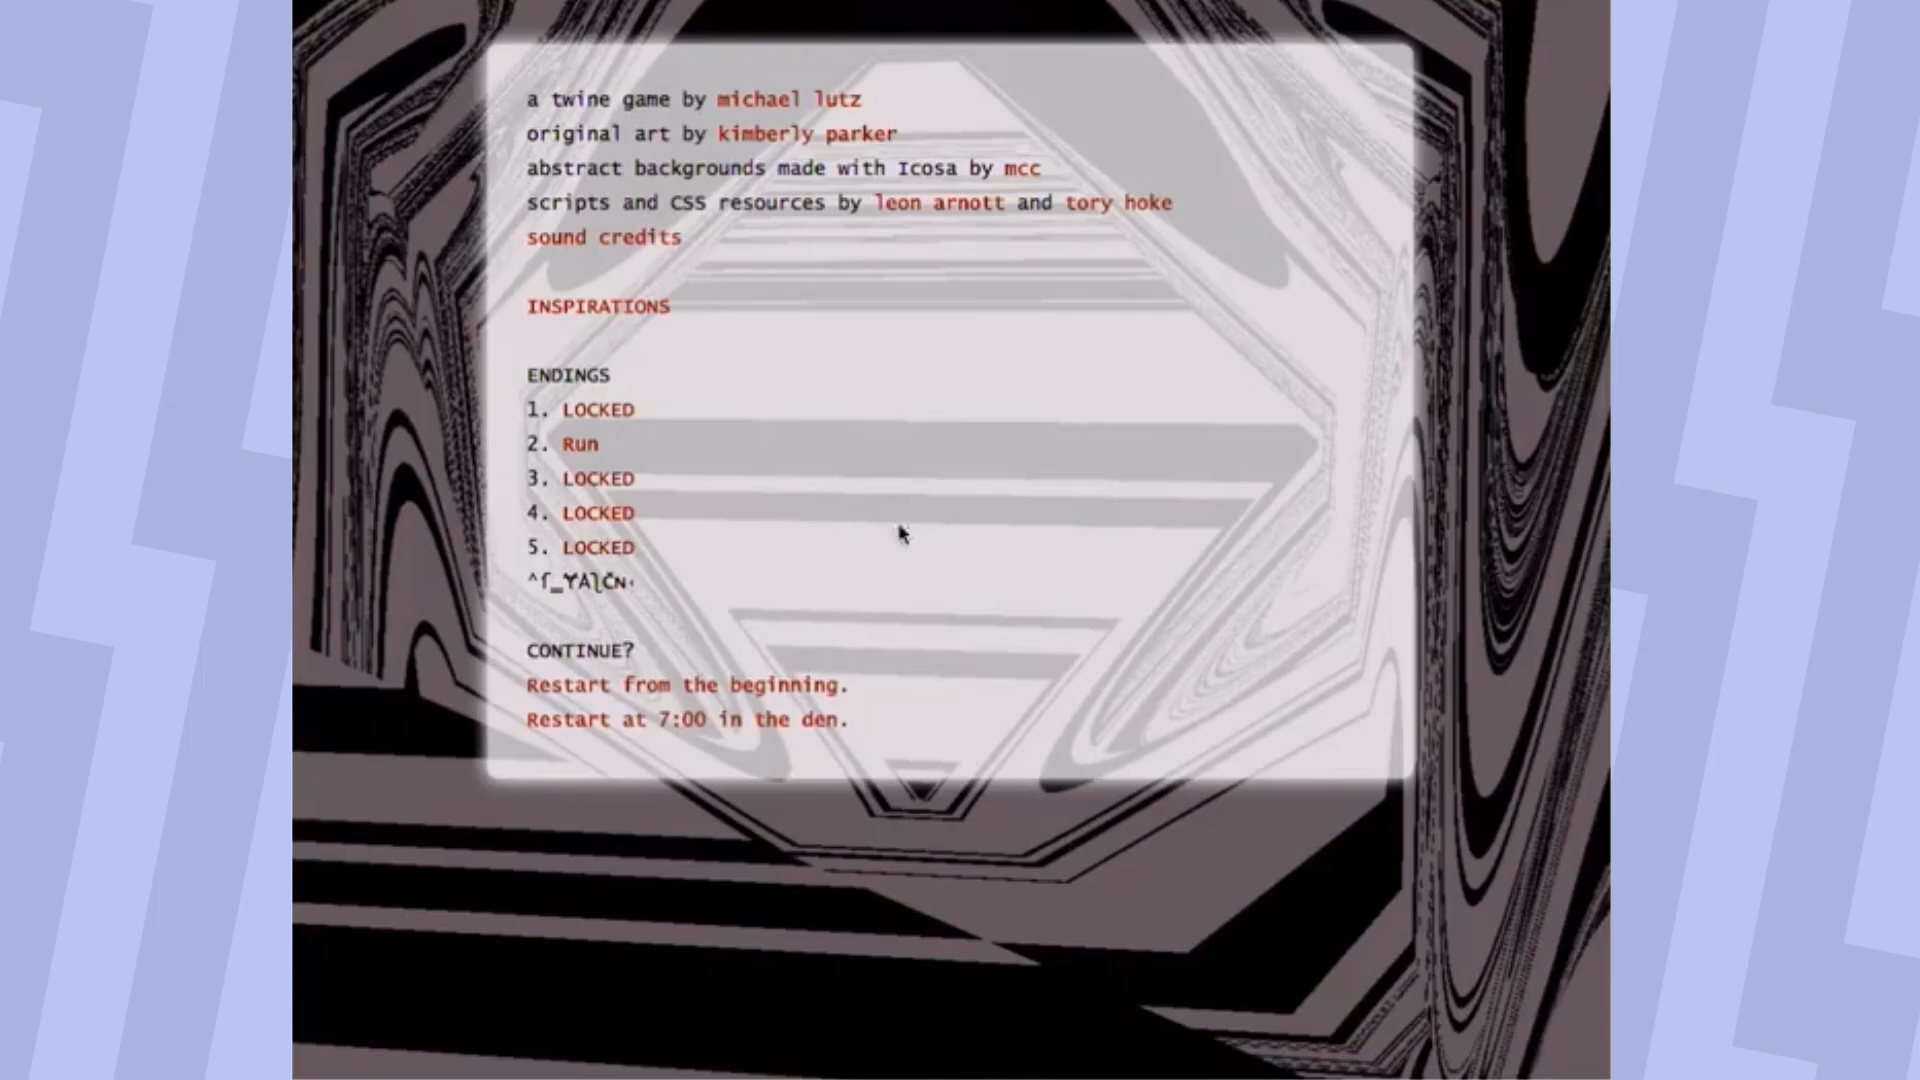 a twine game by michael lutz
original art by kimberly parker
abstract backgrounds made with Icosa by mcc
scripts and CSS resources by leon arnott and tory hoke
sound credits
INSPIRATIONS
ENDINGS
1. LOCKED
2. Run
3. LOCKED
4. LOCKED
5. LOCKED
CONTINUE?
Restart from the beginning.
Restart at 7:00 in the den.